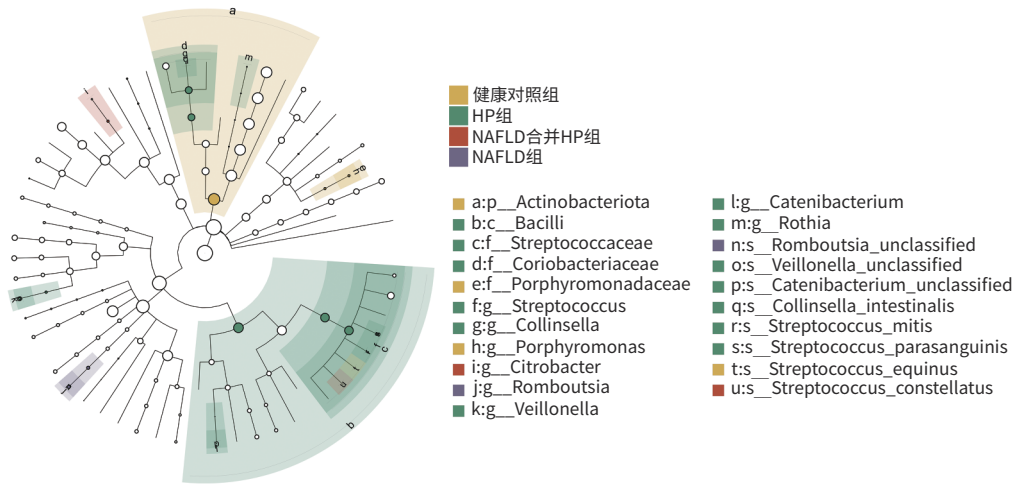 a
d
g
q
m
i
e
h
健康对照组
HP组
NAFLD合并HP组
NAFLD组
a:p__Actinobacteriota
b:c__Bacilli
c:f__Streptococcaceae
d:f__Coriobacteriaceae
e:f__Porphyromonadaceae
f:g__Streptococcus
g:g__Collinsella
h:g__Porphyromonas
i:g__Citrobacter
j:g__Romboutsia
k:g__Veillonella
l:g__Catenibacterium
m:g__Rothia
n:s__Romboutsia_unclassified
o:s__Veillonella_unclassified
p:s__Catenibacterium_unclassified
q:s__Collinsella_intestinalis
r:s__Streptococcus_mitis
s:s__Streptococcus_parasanguinis
t:s__Streptococcus_equinus
u:s__Streptococcus_constellatus
f
c
u
p
b